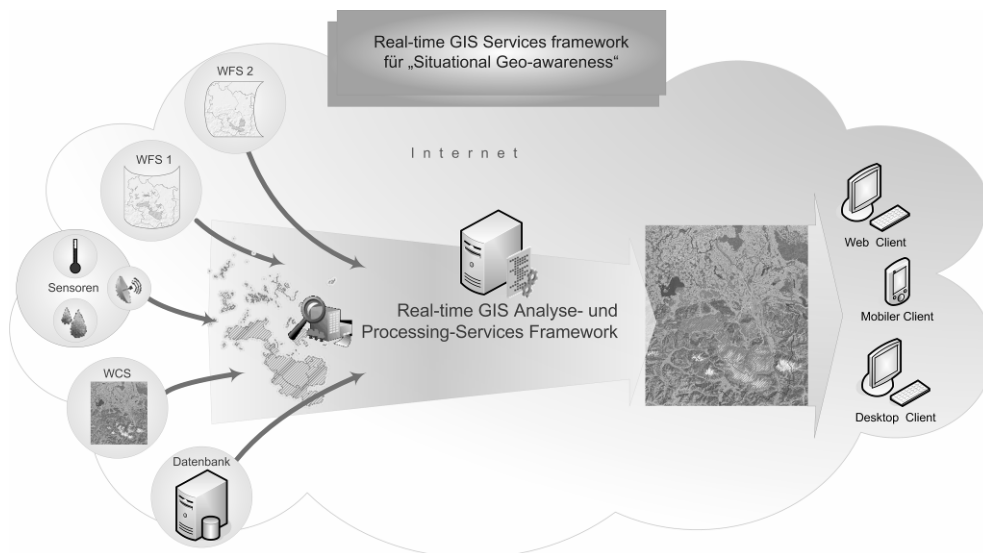 Real-time GIS Services framework
für „Situational Geo-awareness“
WFS 2
Internet
WFS 1
Sensoren
WCS
Datenbank
Real-time GIS Analyse- und
Processing-Services Framework
Web Client
Mobiler Client
Desktop Client